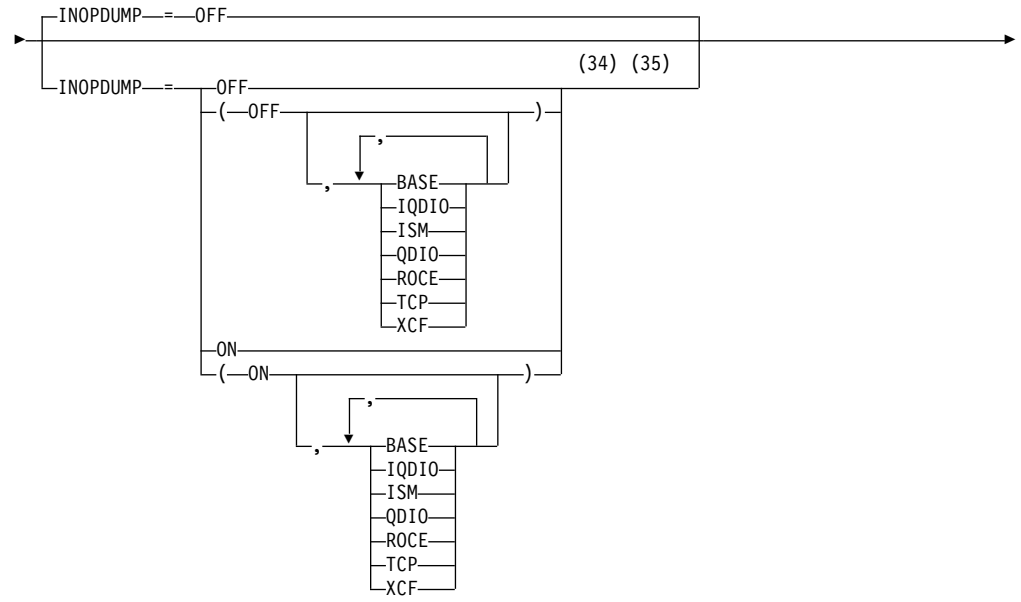 INOPDUMP = OFF
(34) (35)
INOPDUMP = OFF
( OFF )
,
, BASE
IQDIO
ISM
QDIO
ROCE
TCP
XCF
ON
( ON )
,
, BASE
IQDIO
ISM
QDIO
ROCE
TCP
XCF